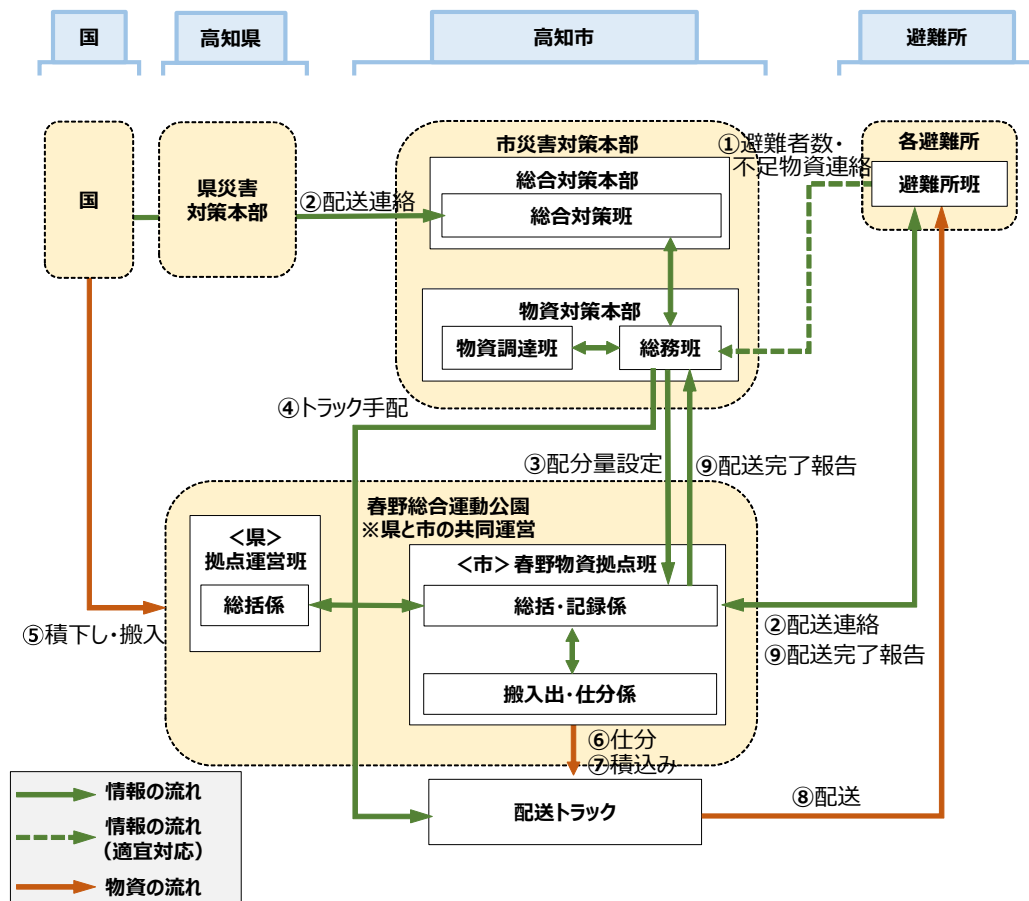 国
高知県
高知市
避難所
国
県災害
対策本部
②配送連絡
市災害対策本部
総合対策本部
総合対策班
①避難者数・
不足物資連絡
各避難所
避難所班
物資対策本部
物資調達班
総務班
④トラック手配
③配分量設定
⑨配送完了報告
春野総合運動公園
※県と市の共同運営
<県>
拠点運営班
総括係
<市>春野物資拠点班
総括・記録係
搬入出・仕分係
⑤積下し・搬入
②配送連絡
⑨配送完了報告
⑥仕分
⑦積込み
配送トラック
⑧配送
情報の流れ
情報の流れ
(適宜対応)
物資の流れ